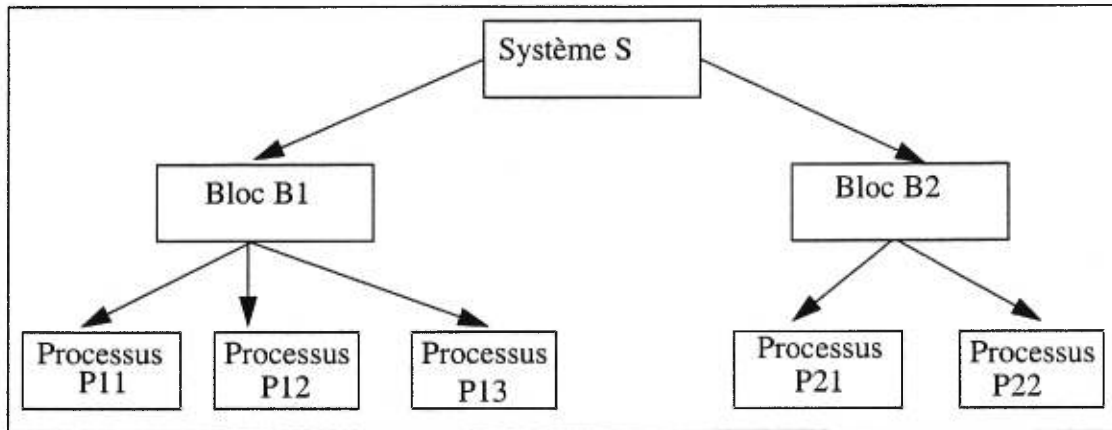 Système S
Bloc B1
Bloc B2
Processus
P11
Processus
P12
Processus
P13
Processus
P21
Processus
P22